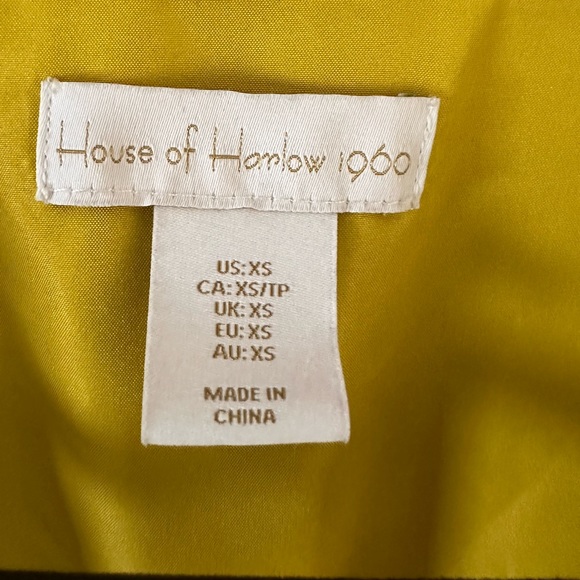 House of Harlow 1960
US: XS
CA: XS/TP
UK: XS
EU: XS
AU: XS
MADE IN
CHINA